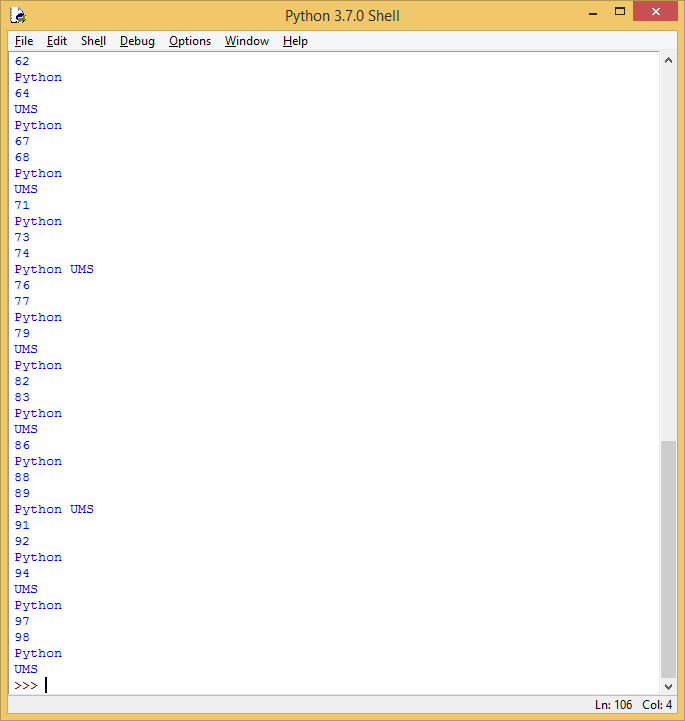 Python 3.7.0 Shell
File Edit Shell Debug Options Window Help
62
Python
64
UMS
Python
67
68
Python
UMS
71
Python
73
74
Python UMS
76
77
Python
79
UMS
Python
82
83
Python
UMS
86
Python
88
89
Python UMS
91
92
Python
94
UMS
Python
97
98
Python
UMS
>>>
Ln: 106 Col: 4